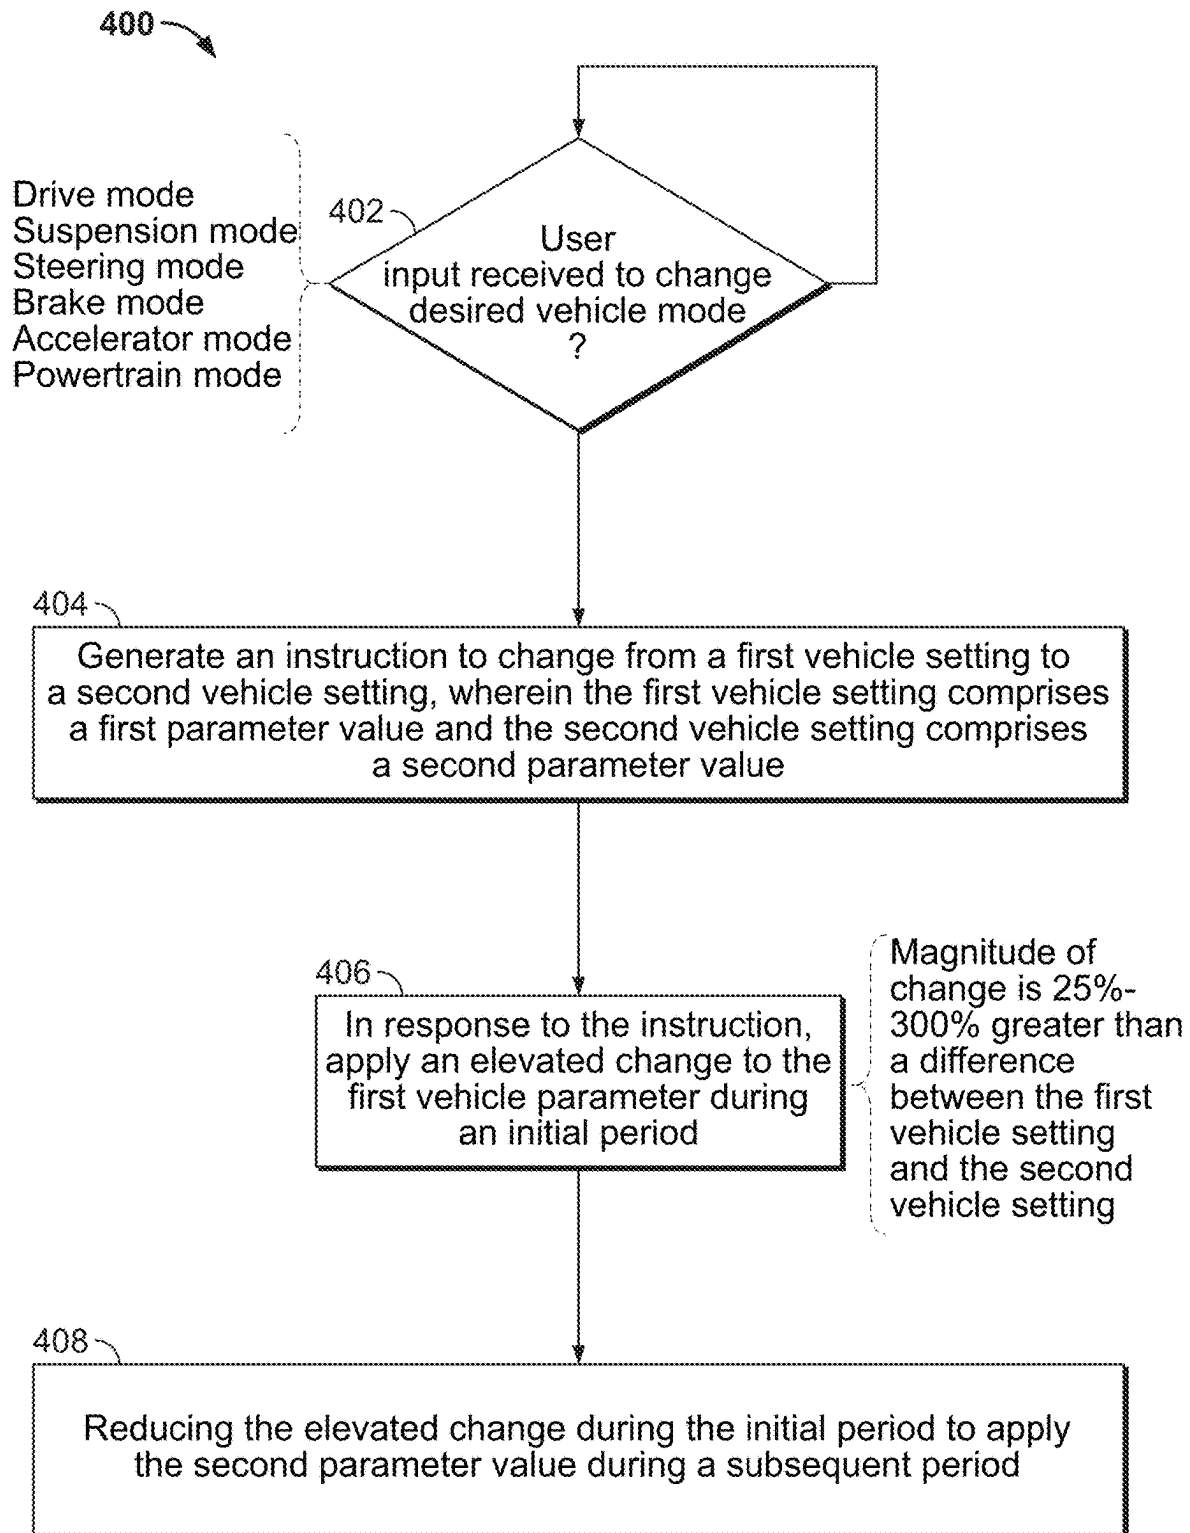 400
Drive mode
Suspension mode
Steering mode
Brake mode
Accelerator mode
Powertrain mode
402
User
input received to change
desired vehicle mode
?
404
Generate an instruction to change from a first vehicle setting to
a second vehicle setting, wherein the first vehicle setting comprises
a first parameter value and the second vehicle setting comprises
a second parameter value
406
In response to the instruction,
apply an elevated change to the
first vehicle parameter during
an initial period
Magnitude of
change is 25%-
300% greater than
a difference
between the first
vehicle setting
and the second
vehicle setting
408
Reducing the elevated change during the initial period to apply
the second parameter value during a subsequent period